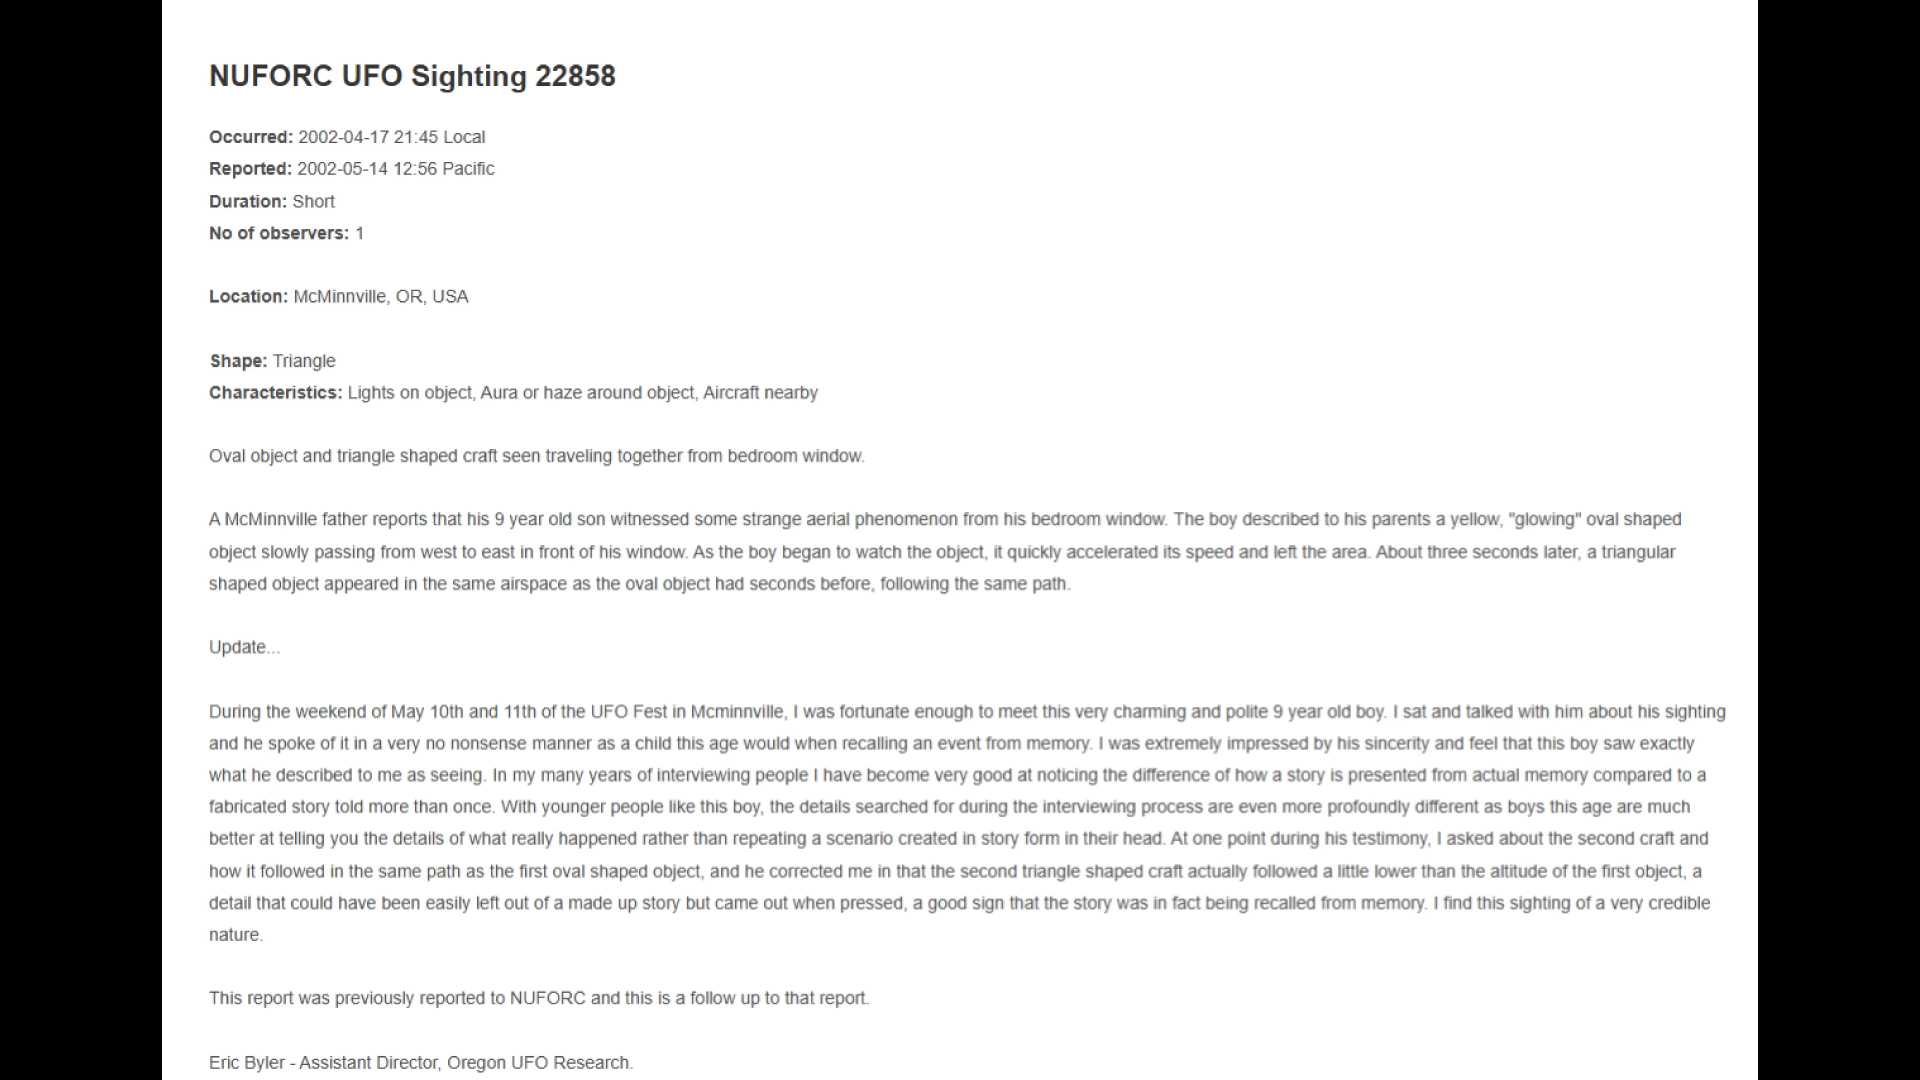 NUFORC UFO Sighting 22858
Occurred: 2002-04-17 21:45 Local
Reported: 2002-05-14 12:56 Pacific
Duration: Short
No of observers: 1
Location: McMinnville, OR, USA
Shape: Triangle
Characteristics: Lights on object, Aura or haze around object, Aircraft nearby
Oval object and triangle shaped craft seen traveling together from bedroom window.
A McMinnville father reports that his 9 year old son witnessed some strange aerial phenomenon from his bedroom window. The boy described to his parents a yellow, "glowing" oval shaped
object slowly passing from west to east in front of his window. As the boy began to watch the object, it quickly accelerated its speed and left the area. About three seconds later, a triangular
shaped object appeared in the same airspace as the oval object had seconds before, following the same path.
Update...
During the weekend of May 10th and 11th of the UFO Fest in Mcminnville, I was fortunate enough to meet this very charming and polite 9 year old boy. I sat and talked with him about his sighting
and he spoke of it in a very no nonsense manner as a child this age would when recalling an event from memory. I was extremely impressed by his sincerity and feel that this boy saw exactly
what he described to me as seeing. In my many years of interviewing people I have become very good at noticing the difference of how a story is presented from actual memory compared to a
fabricated story told more than once. With younger people like this boy, the details searched for during the interviewing process are even more profoundly different as boys this age are much
better at telling you the details of what really happened rather than repeating a scenario created in story form in their head. At one point during his testimony, I asked about the second craft and
how it followed in the same path as the first oval shaped object, and he corrected me in that the second triangle shaped craft actually followed a little lower than the altitude of the first object, a
detail that could have been easily left out of a made up story but came out when pressed, a good sign that the story was in fact being recalled from memory. I find this sighting of a very credible
nature.
This report was previously reported to NUFORC and this is a follow up to that report.
Eric Byler - Assistant Director, Oregon UFO Research.